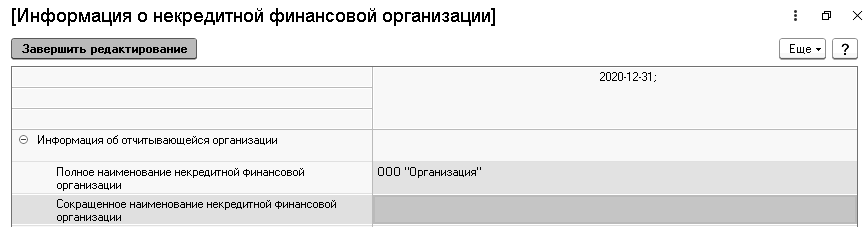 [Информация о некредитной финансовой организации]
Завершить редактирование
Еще
?
2020-12-31;
Информация об отчитывающейся организации
Полное наименование некредитной финансовой
организации
ООО "Организация"
Сокращенное наименование некредитной финансовой
организации